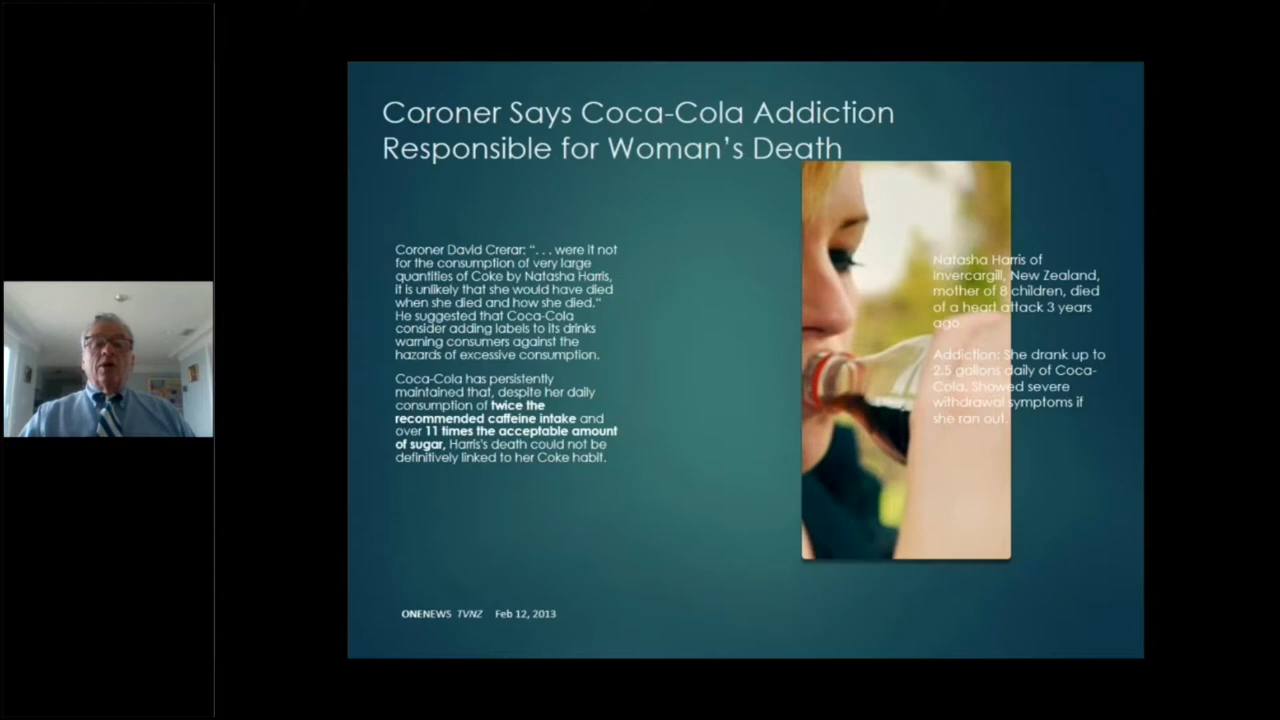 Coroner Says Coca-Cola Addiction
Responsible for Woman's Death
Coroner David Crerar: “. . . were it not
for the consumption of very large
quantities of Coke by Natasha Harris,
it is unlikely that she would have died
when she died and how she died.“
He suggested that Coca-Cola
consider adding labels to its drinks
warning consumers against the
hazards of excessive consumption.
Coca-Cola has persistently
maintained that, despite her daily
consumption of twice the
recommended caffeine intake and
over 11 times the acceptable amount
of sugar, Harris's death could not be
definitively linked to her Coke habit.
Natasha Harris of
Invercargill, New Zealand,
mother of 8 children, died
of a heart attack 3 years
ago.
Addiction: She drank up to
2.5 gallons daily of Coca-
Cola. Showed severe
withdrawal symptoms if
she ran out.
ONENEWS TVNZ Feb 12, 2013